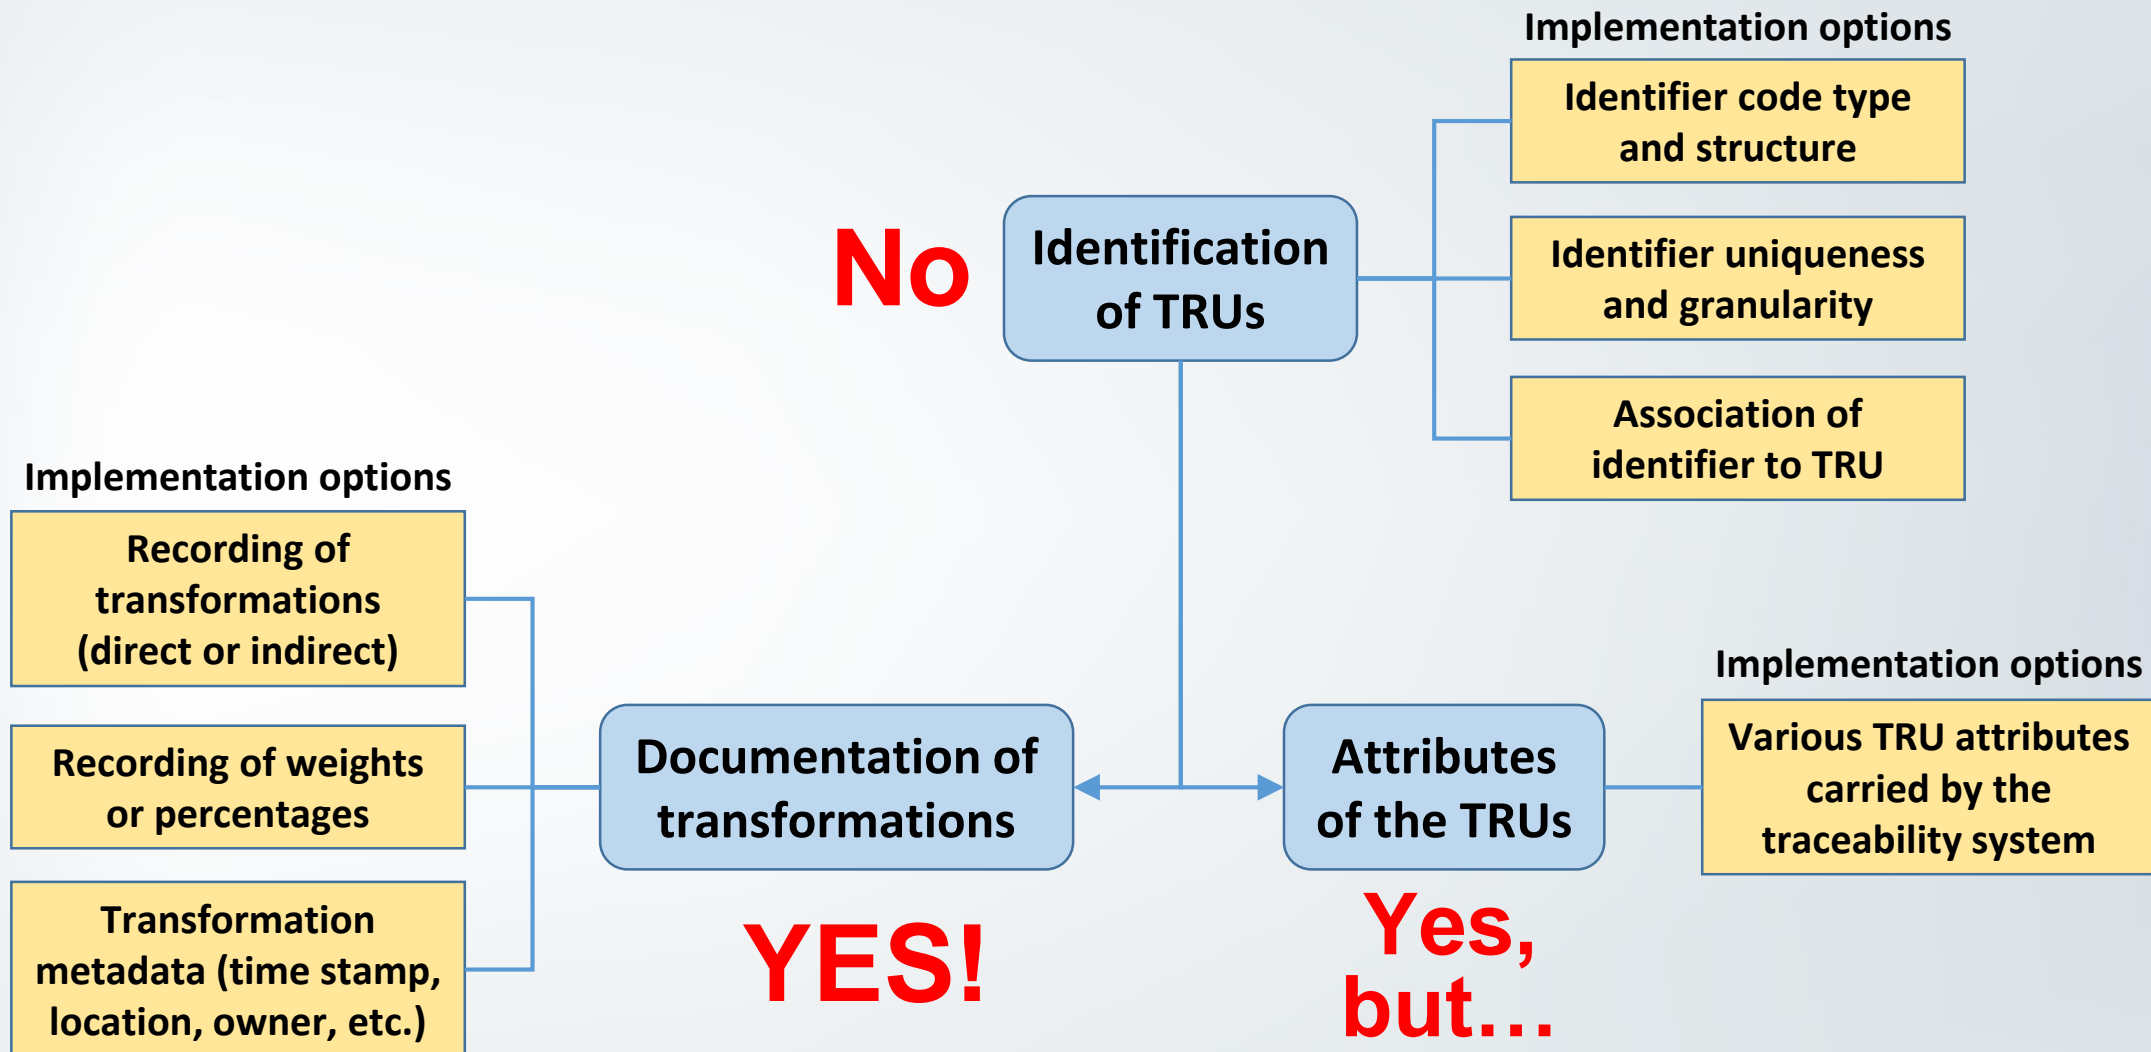 Implementation options
Identifier code type
and structure
No
Identification
of TRUs
Identifier uniqueness
and granularity
Association of
identifier to TRU
Implementation options
Recording of
transformations
(direct or indirect)
Recording of weights
or percentages
Transformation
metadata (time stamp,
location, owner, etc.)
Documentation of
transformations
YES!
Attributes
of the TRUs
Yes,
but...
Implementation options
Various TRU attributes
carried by the
traceability system